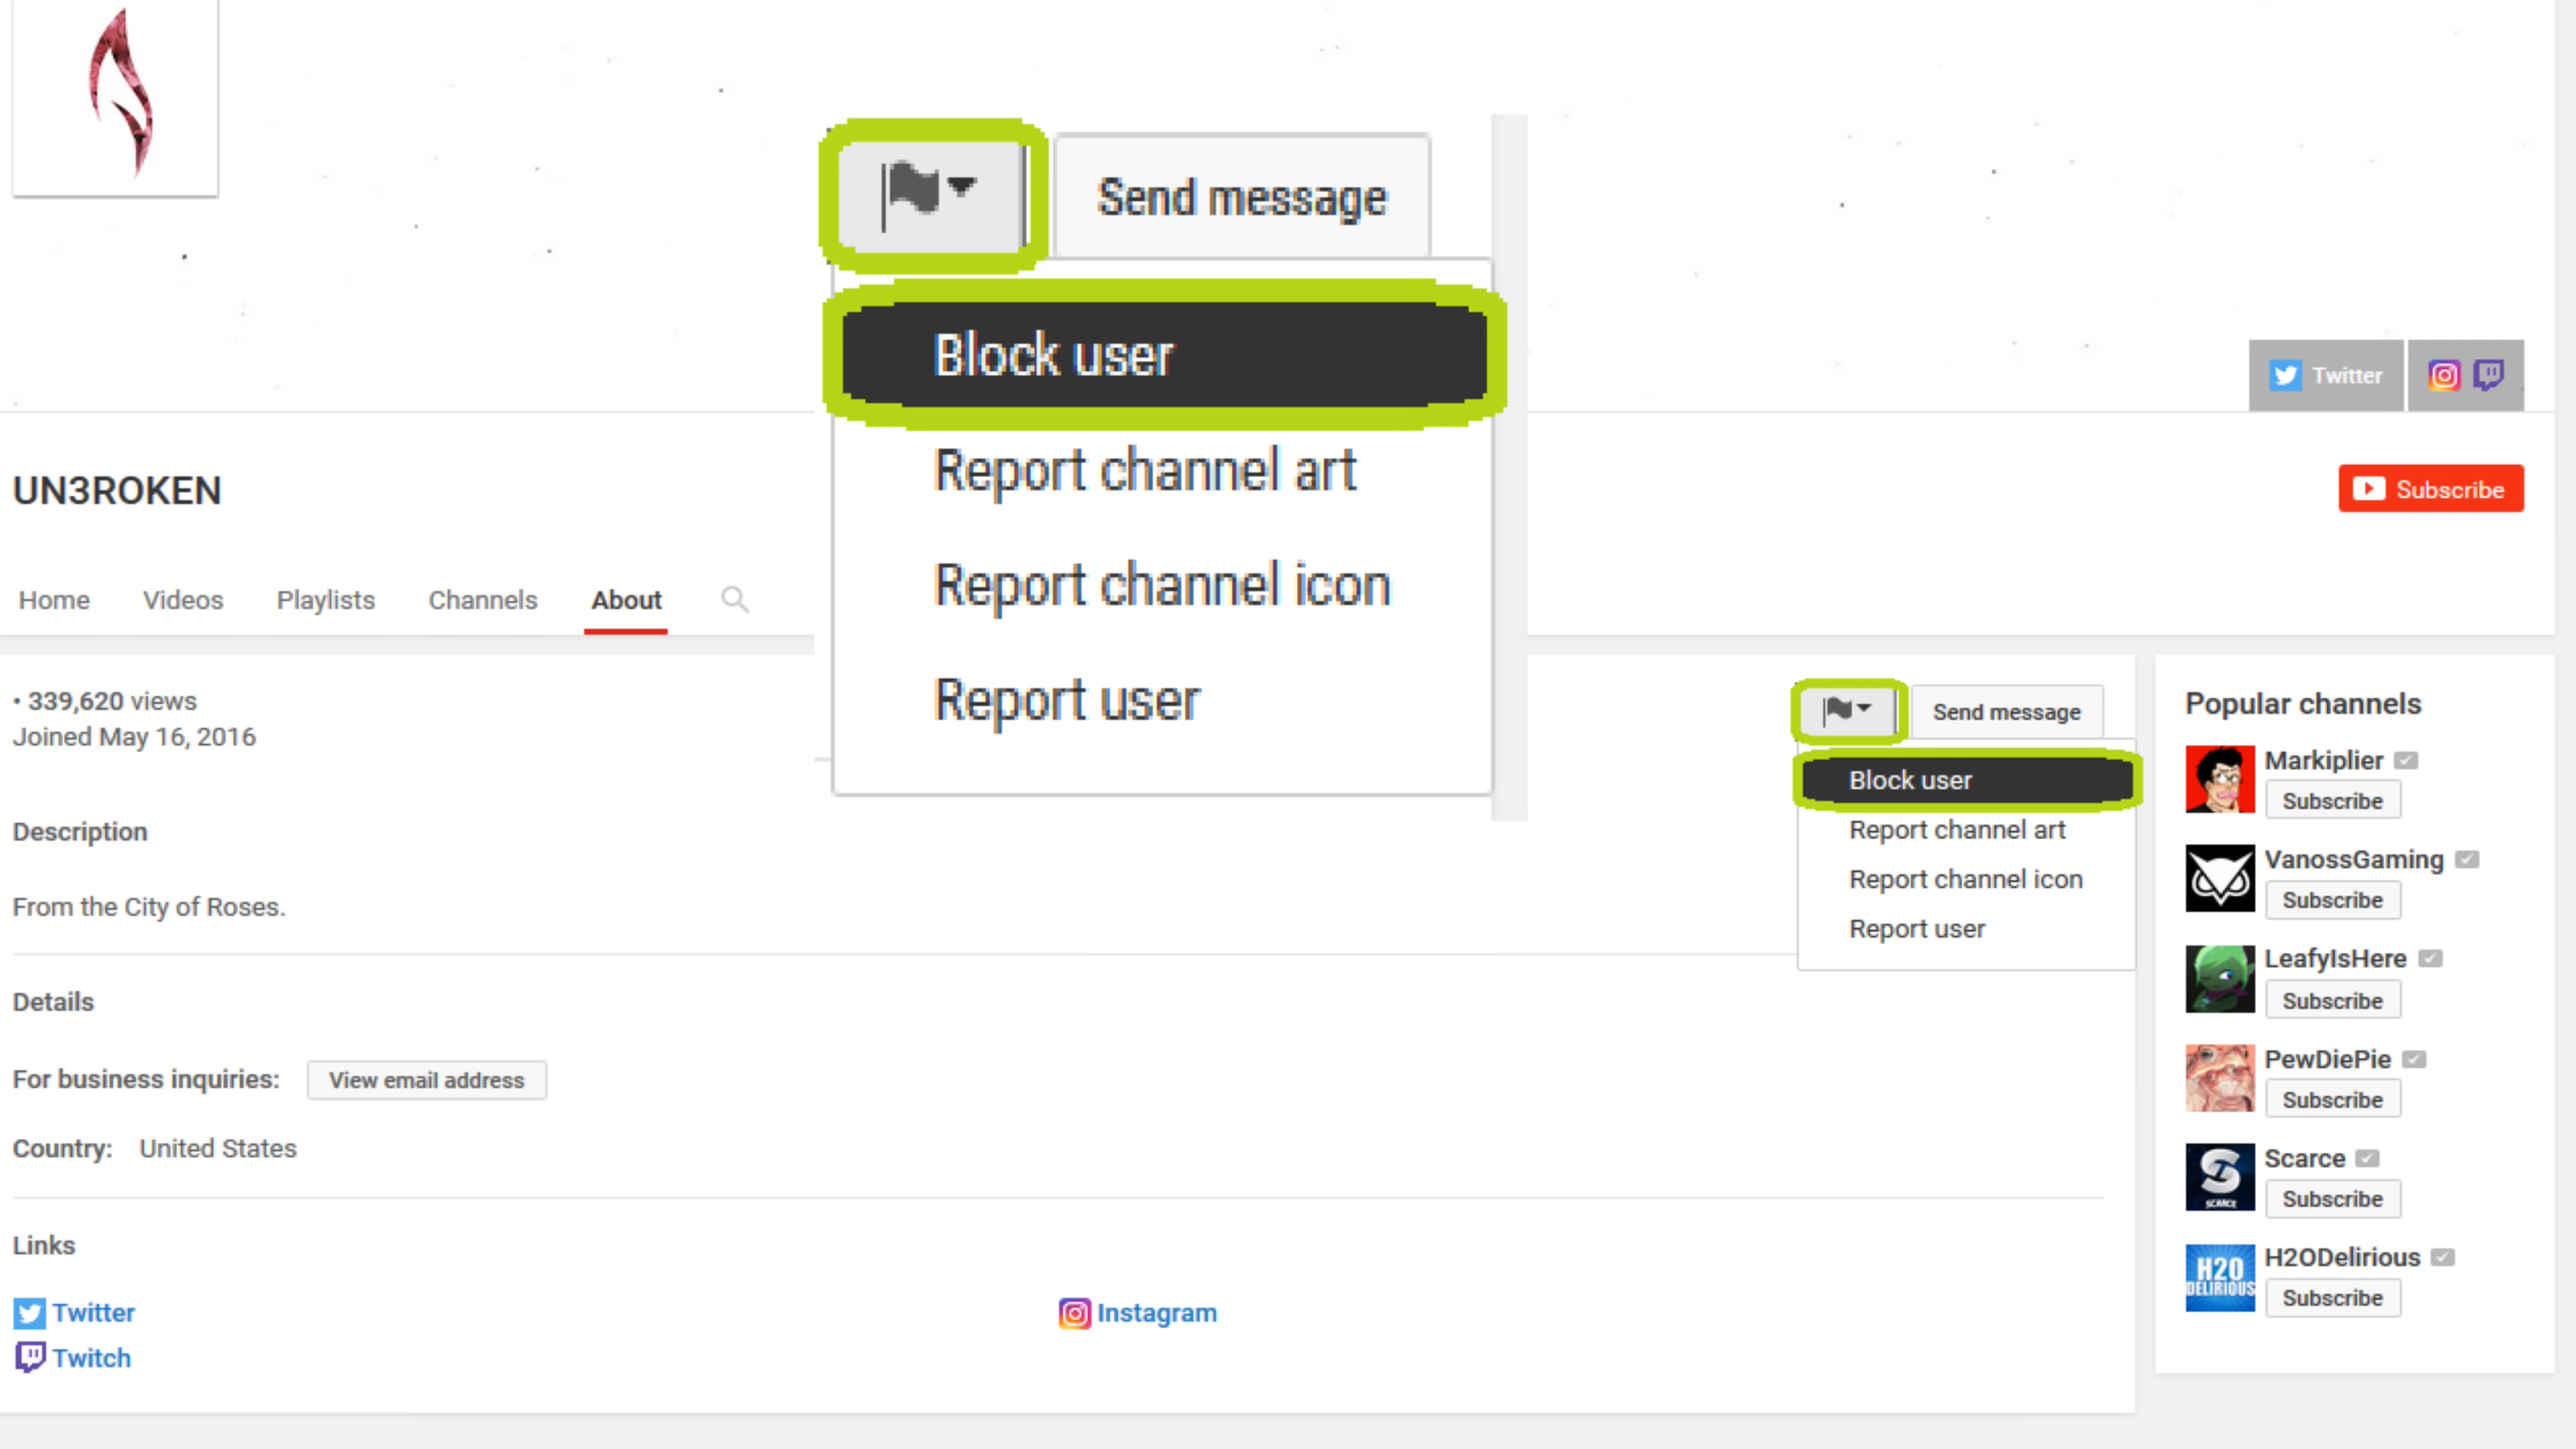 Send message
Block user
Report channel art
Report channel icon
Report user
Twitter
UN3ROKEN
Subscribe
Home Videos Playlists Channels About
• 339,620 views
Joined May 16, 2016
Description
From the City of Roses.
Details
For business inquiries: View email address
Country: United States
Links
Twitter
Instagram
Twitch
Send message
Block user
Report channel art
Report channel icon
Report user
Popular channels
Markiplier
Subscribe
VanossGaming
Subscribe
LeafyIsHere
Subscribe
PewDiePie
Subscribe
S
SCARCE
Scarce
Subscribe
H2O
DELIRIOUS
H2ODelirious
Subscribe